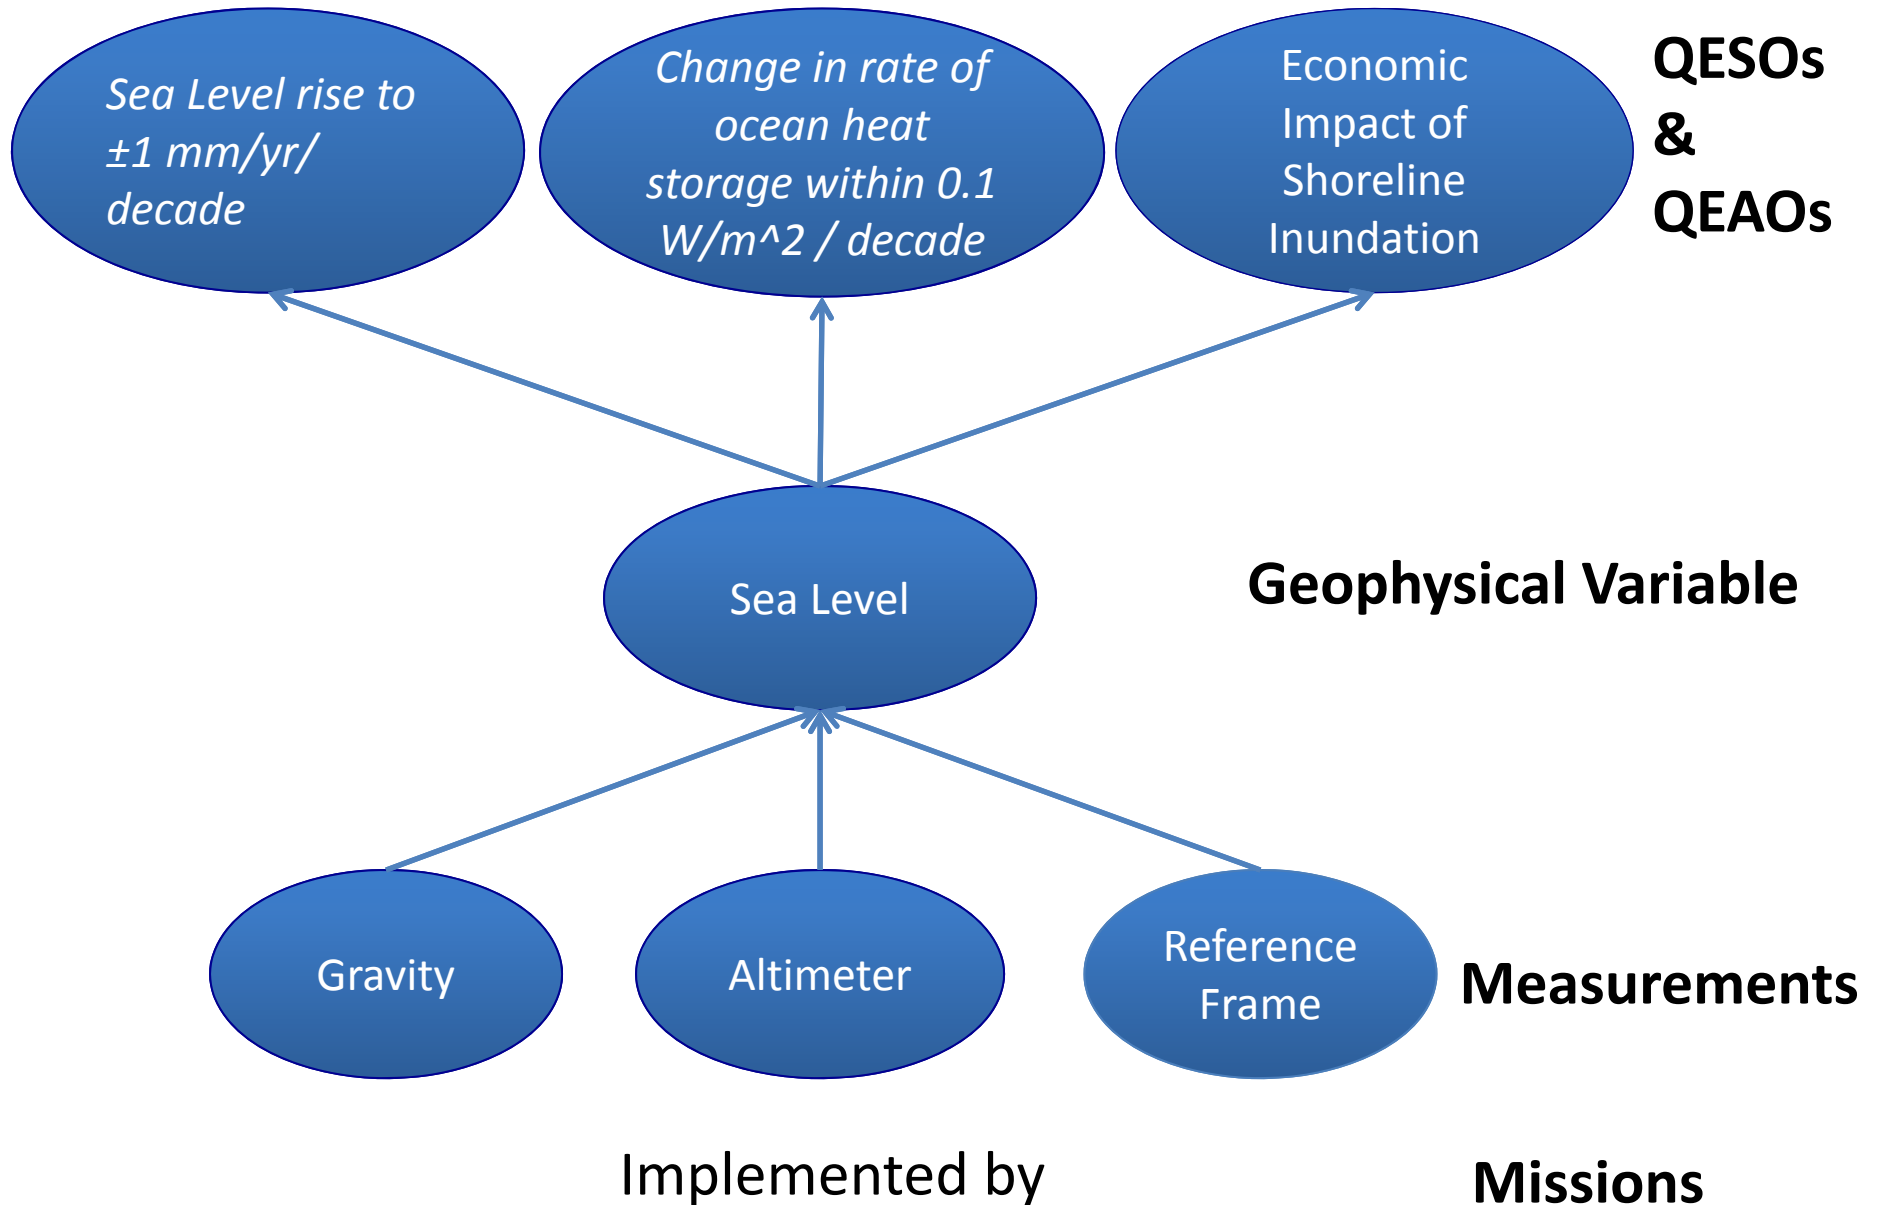 Sea Level rise to
±1 mm/yr/
decade
Change in rate of
ocean heat
storage within 0.1
W/m^2 / decade
Economic
Impact of
Shoreline
Inundation
QESOs
&
QEAOs
Sea Level
Geophysical Variable
Gravity
Altimeter
Reference
Frame
Measurements
Implemented by
Missions